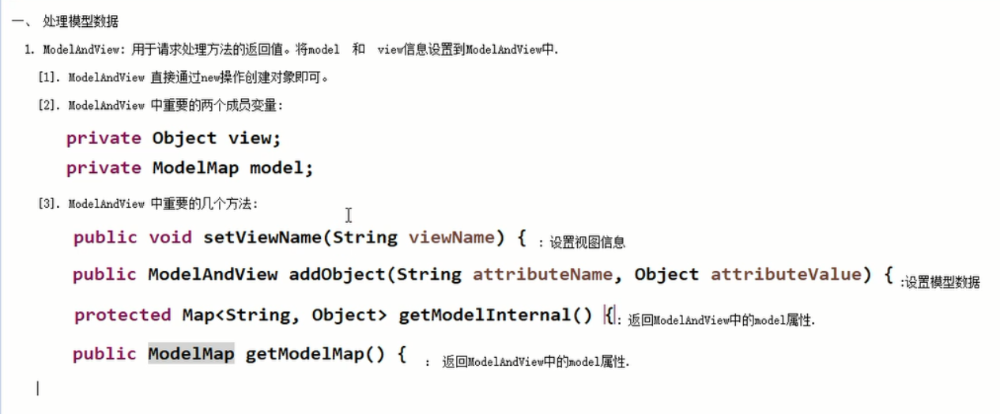 一、 处理模型数据
1. ModelAndView: 用于请求处理方法的返回值。将model 和 view信息设置到ModelAndView中.
[1]. ModelAndView 直接通过new操作创建对象即可。
[2]. ModelAndView 中重要的两个成员变量:
private Object view;
private ModelMap model;
[3]. ModelAndView 中重要的几个方法:
public void setViewName(String viewName) { : 设置视图信息
public ModelAndView addObject(String attributeName, Object attributeValue) { :设置模型数据
protected Map<String, Object> getModelInternal() { : 返回ModelAndView中的model属性.
public ModelMap getModelMap() { : 返回ModelAndView中的model属性.